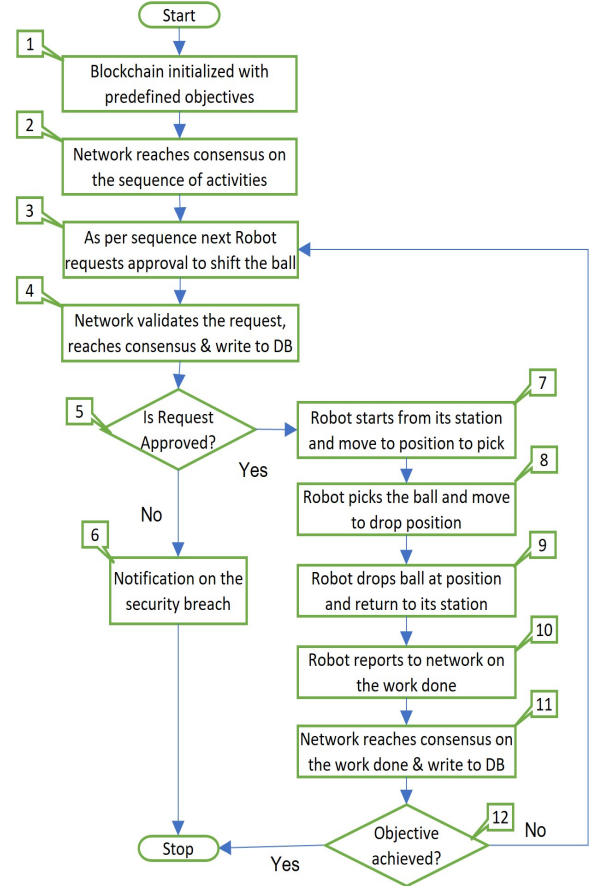 Start
1
Blockchain initialized with
predefined objectives
2
Network reaches consensus on
the sequence of activities
3
As per sequence next Robot
requests approval to shift the ball
4
Network validates the request,
reaches consensus & write to DB
5
Is Request
Approved?
Yes
No
6
Notification on the
security breach
7
Robot starts from its station
and move to position to pick
8
Robot picks the ball and move
to drop position
9
Robot drops ball at position
and return to its station
10
Robot reports to network on
the work done
11
Network reaches consensus on
the work done & write to DB
12
Objective
achieved?
No
Yes
Stop